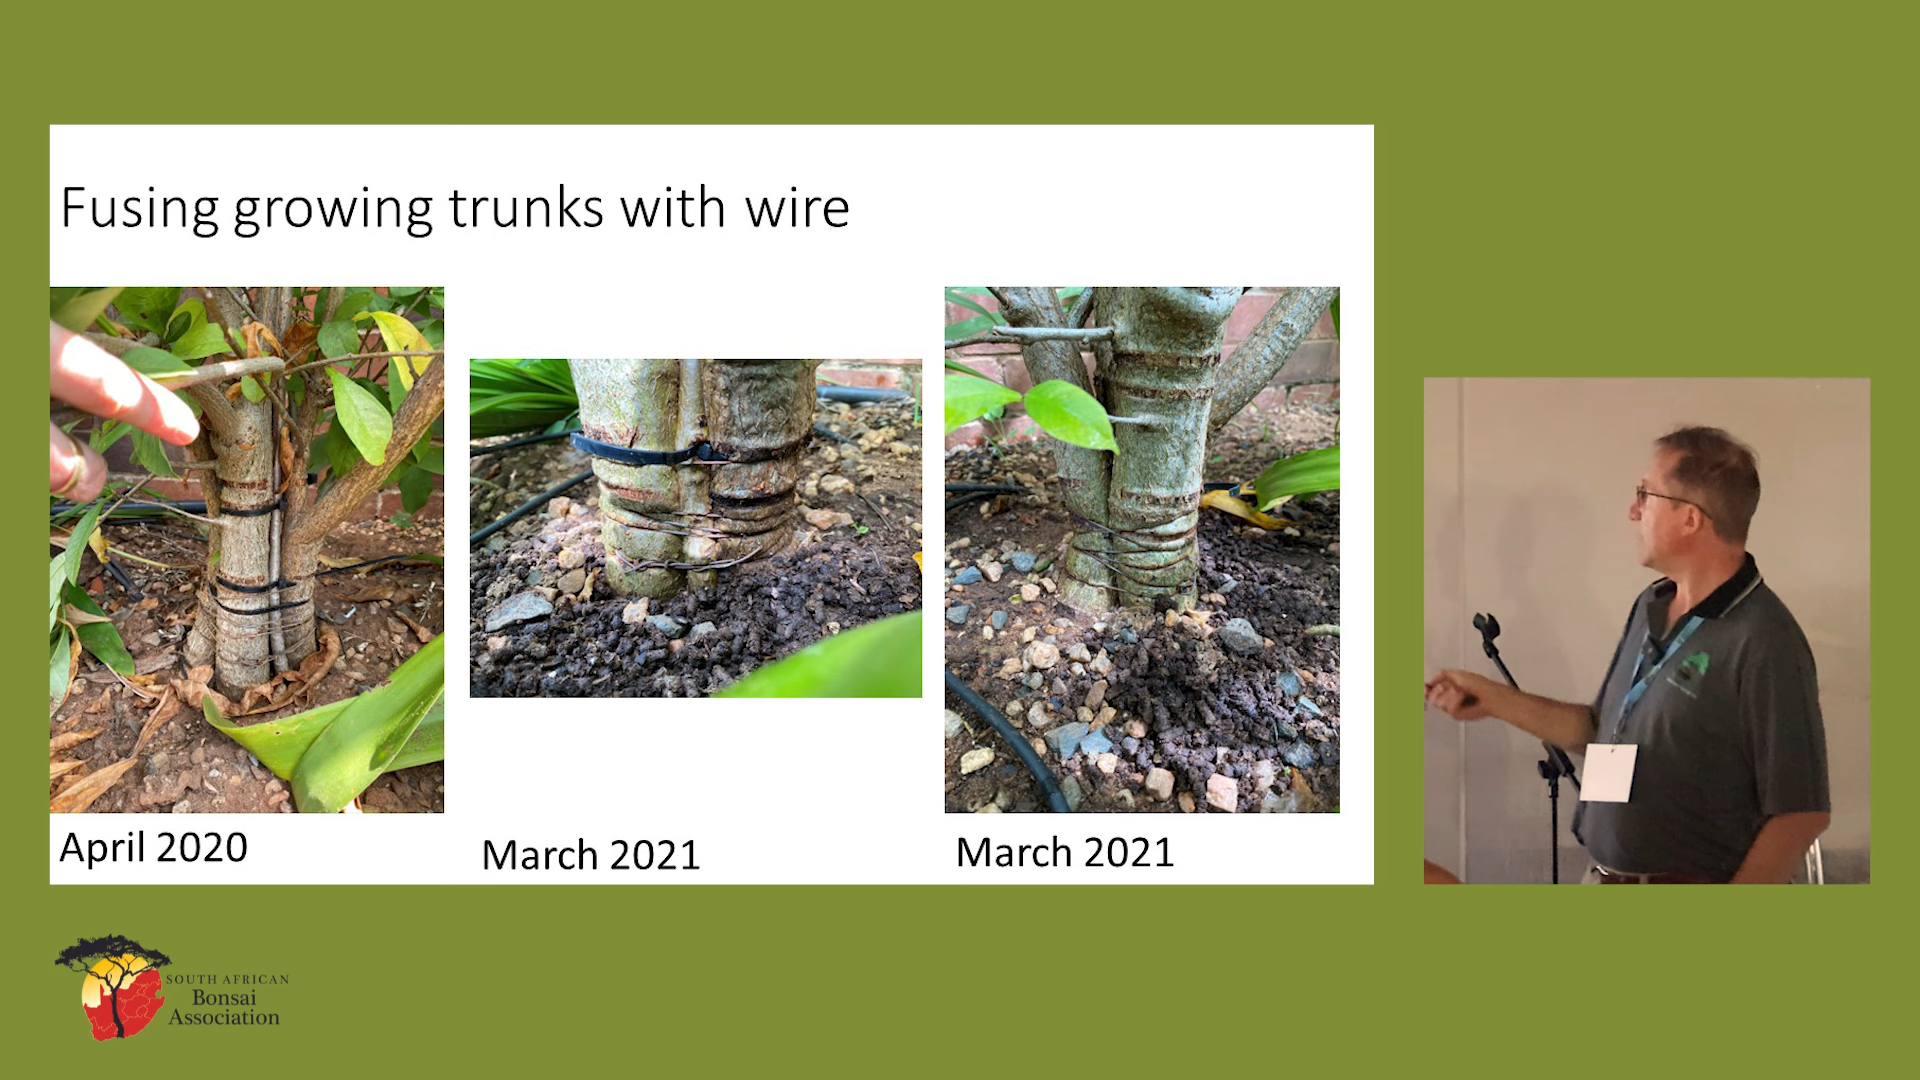 Fusing growing trunks with wire
April 2020
March 2021
March 2021
SOUTH AFRICAN
Bonsai
Association